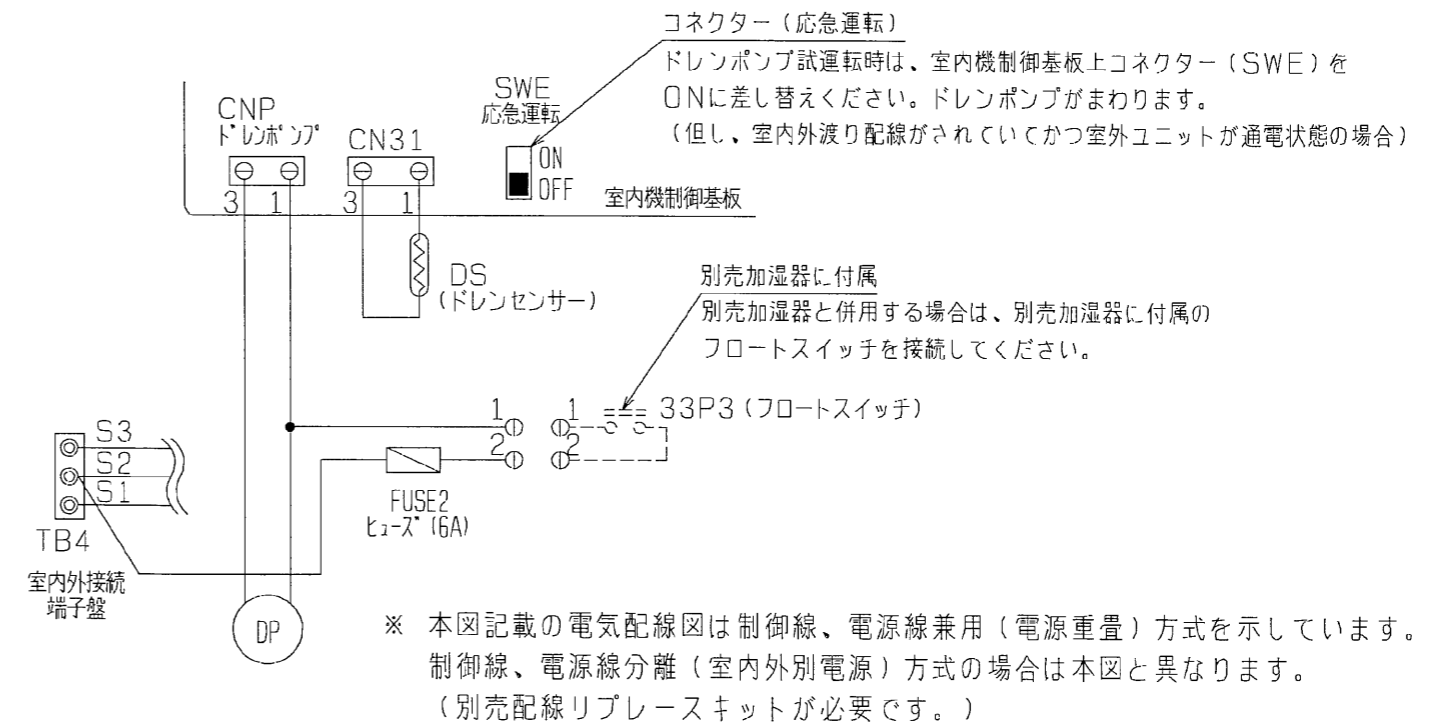 コネクター(応急運転)
ドレンポンプ試運転時は、室内機制御基板上コネクター(SWE)を
ONに差し替えください。ドレンポンプがまわります。
(但し、室内外渡り配線がされていてかつ室外ユニットが通電状態の場合)
CNP
ドレンポンプ
CN31
SWE
応急運転
ON
OFF
3 1 3 1
室内機制御基板
DS
(ドレンセンサー)
別売加湿器に付属
別売加湿器と併用する場合は、別売加湿器に付属の
フロートスイッチを接続してください。
1 1 33P3(フロートスイッチ)
2 2
S3
S2
S1
FUSE2
ヒューズ(6A)
TB4
室内外接続
端子盤
DP
※ 本図記載の電気配線図は制御線、電源線兼用(電源重畳)方式を示しています。
制御線、電源線分離(室内外別電源)方式の場合は本図と異なります。
(別売配線リプレースキットが必要です。)